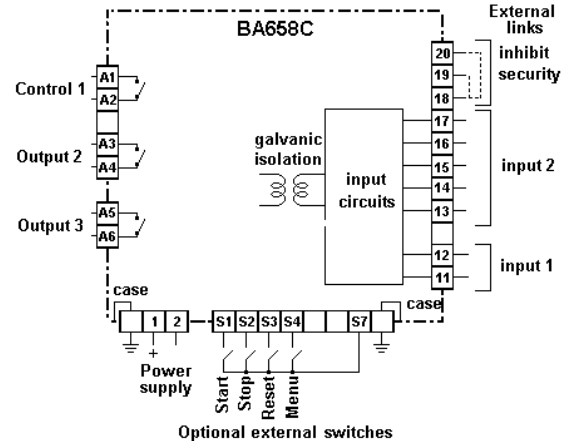 BA658C
External
links
inhibit
security
20
19
18
17
16
15
14
13
12
11
input 2
input 1
Control 1
A1
A2
Output 2
A3
A4
Output 3
A5
A6
galvanic
isolation
input
circuits
case
case
1
2
S1
S2
S3
S4
S7
+
Power
supply
Start
Stop
Reset
Menu
Optional external switches